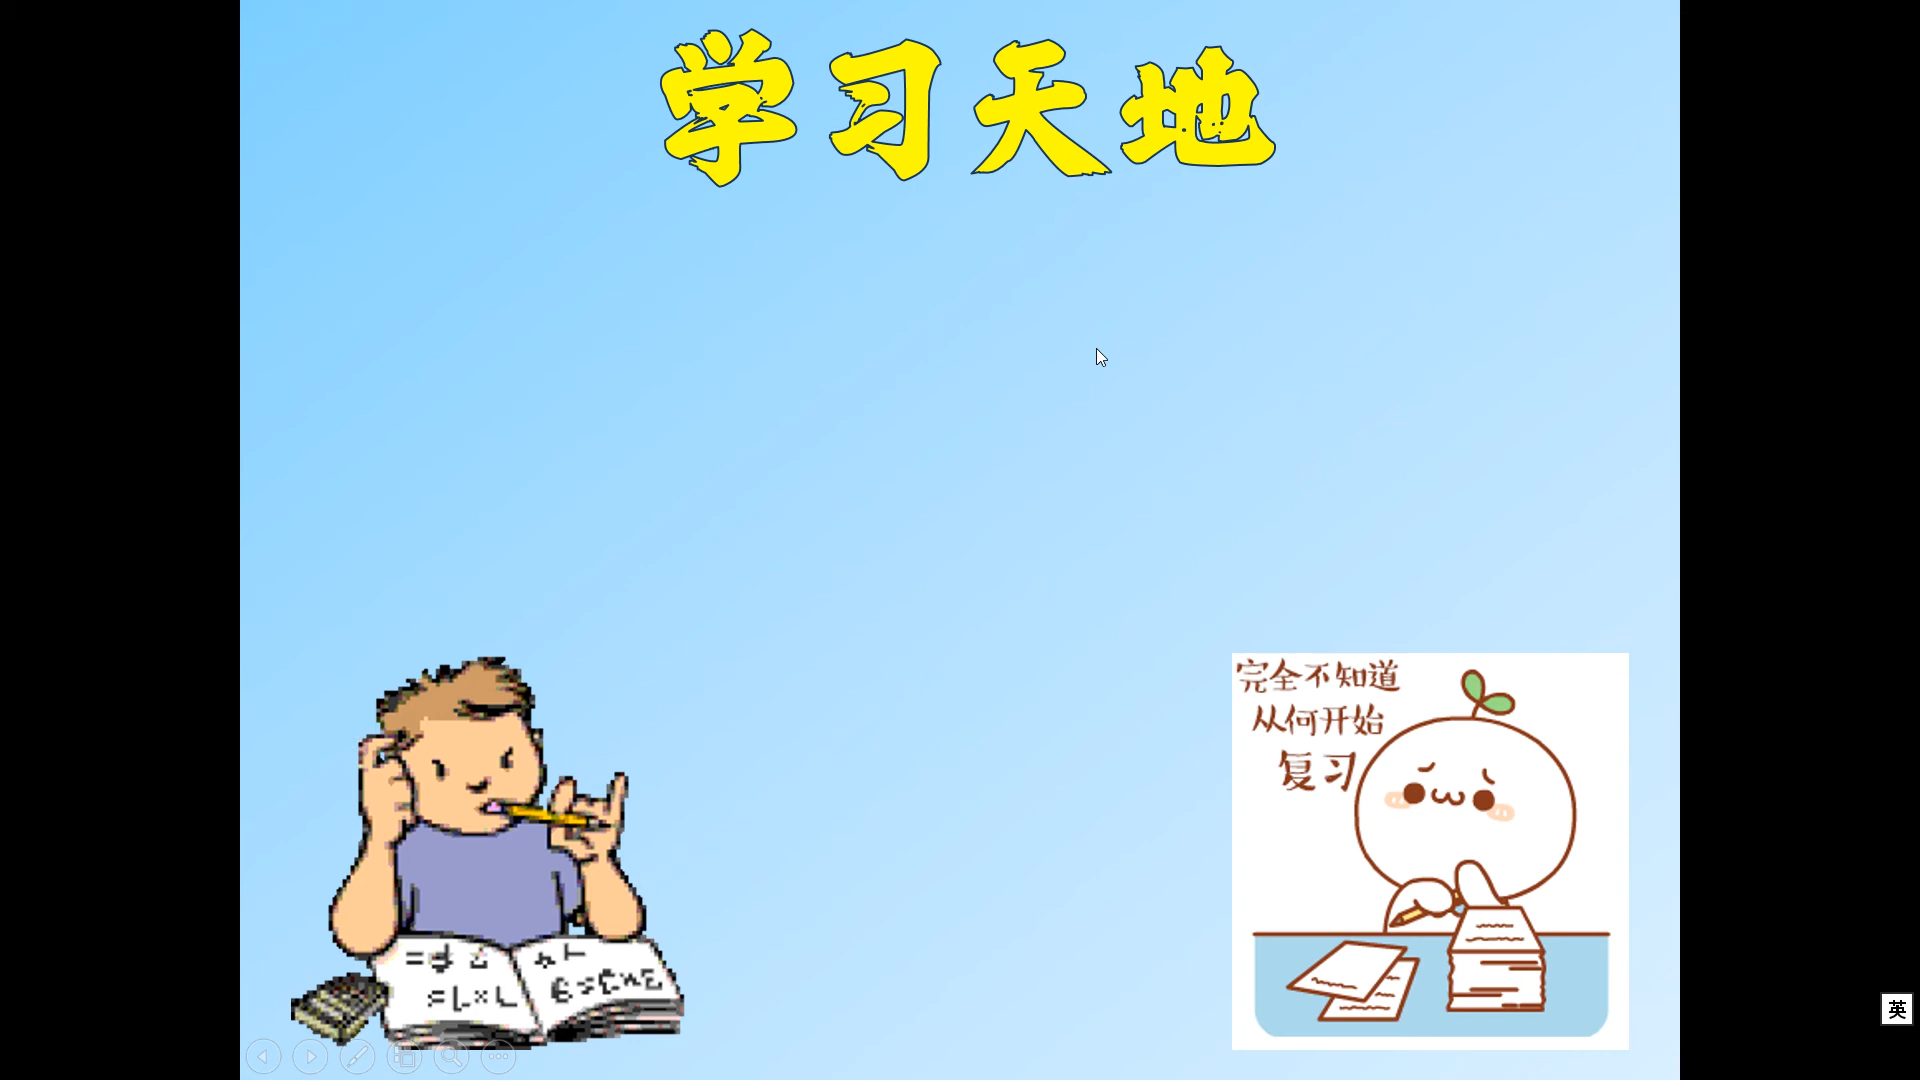 学习天地
完全不知道
从何开始
复习
英